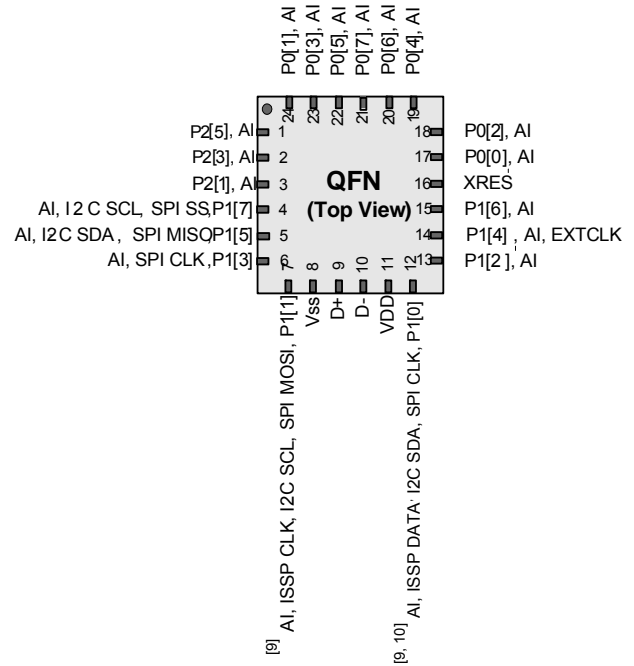 P0[1], AI
P0[3], AI
P0[5], AI
P0[7], AI
P0[6], AI
P0[4], AI
24
23
22
21
20
19
P2[5], AI
1
18
P0[2], AI
P2[3], AI
2
17
P0[0], AI
P2[1], AI
3
QFN
16
XRES
AI, I2 C SCL, SPI SS, P1[7]
4
(Top View)
15
P1[6], AI
AI, I2C SDA, SPI MISO, P1[5]
5
14
P1[4] , AI, EXTCLK
AI, SPI CLK, P1[3]
6
13
P1[2 ], AI
7
8
9
10
11
12
[9] AI, ISSP CLK, I2C SCL, SPI MOSI, P1[1]
Vss
D+
D-
VDD
[9, 10] AI, ISSP DATA, I2C SDA, SPI CLK, P1[0]